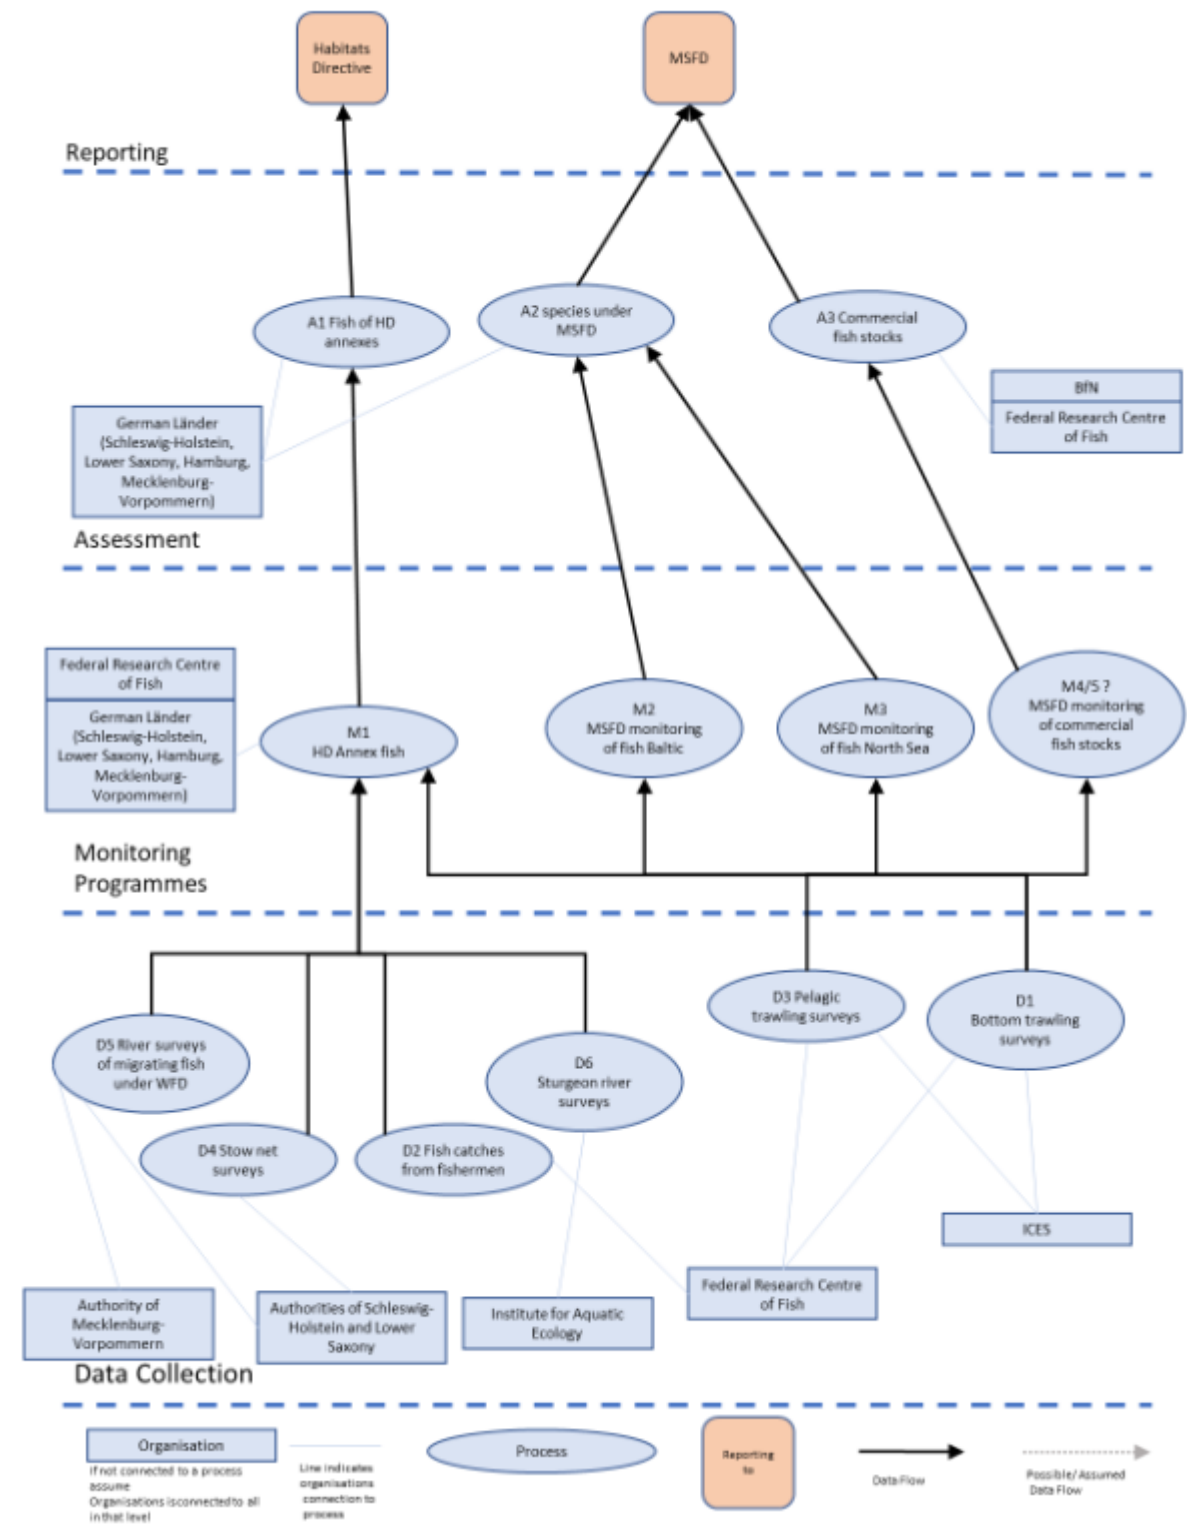 Habitats
Directive
MSFD
Reporting
A1 Fish of HD
annexes
A2 species under
MSFD
A3 Commercial
fish stocks
BfN
Federal Research Centre
of Fish
German Länder
(Schleswig-Holstein,
Lower Saxony, Hamburg,
Mecklenburg-
Vorpommern)
Assessment
Federal Research Centre
of Fish
German Länder
(Schleswig-Holstein,
Lower Saxony, Hamburg,
Mecklenburg-
Vorpommern)
M1
HD Annex fish
M2
MSFD monitoring
of fish Baltic
M3
MSFD monitoring
of fish North Sea
M4/5 ?
MSFD monitoring
of commercial
fish stocks
Monitoring
Programmes
D5 River surveys
of migrating fish
under WFD
D4 Stow net
surveys
D2 Fish catches
from fishermen
D6
Sturgeon river
surveys
D3 Pelagic
trawling surveys
D1
Bottom trawling
surveys
ICES
Authority of
Mecklenburg-
Vorpommern
Authorities of Schleswig-
Holstein and Lower
Saxony
Institute for Aquatic
Ecology
Federal Research Centre
of Fish
Data Collection
Organisation
If not connected to a process
assume
Organisations is connected to all
in that level
Line indicates
organisations
connection to
process
Process
Reporting
to
Data Flow
Possible/ Assumed
Data Flow